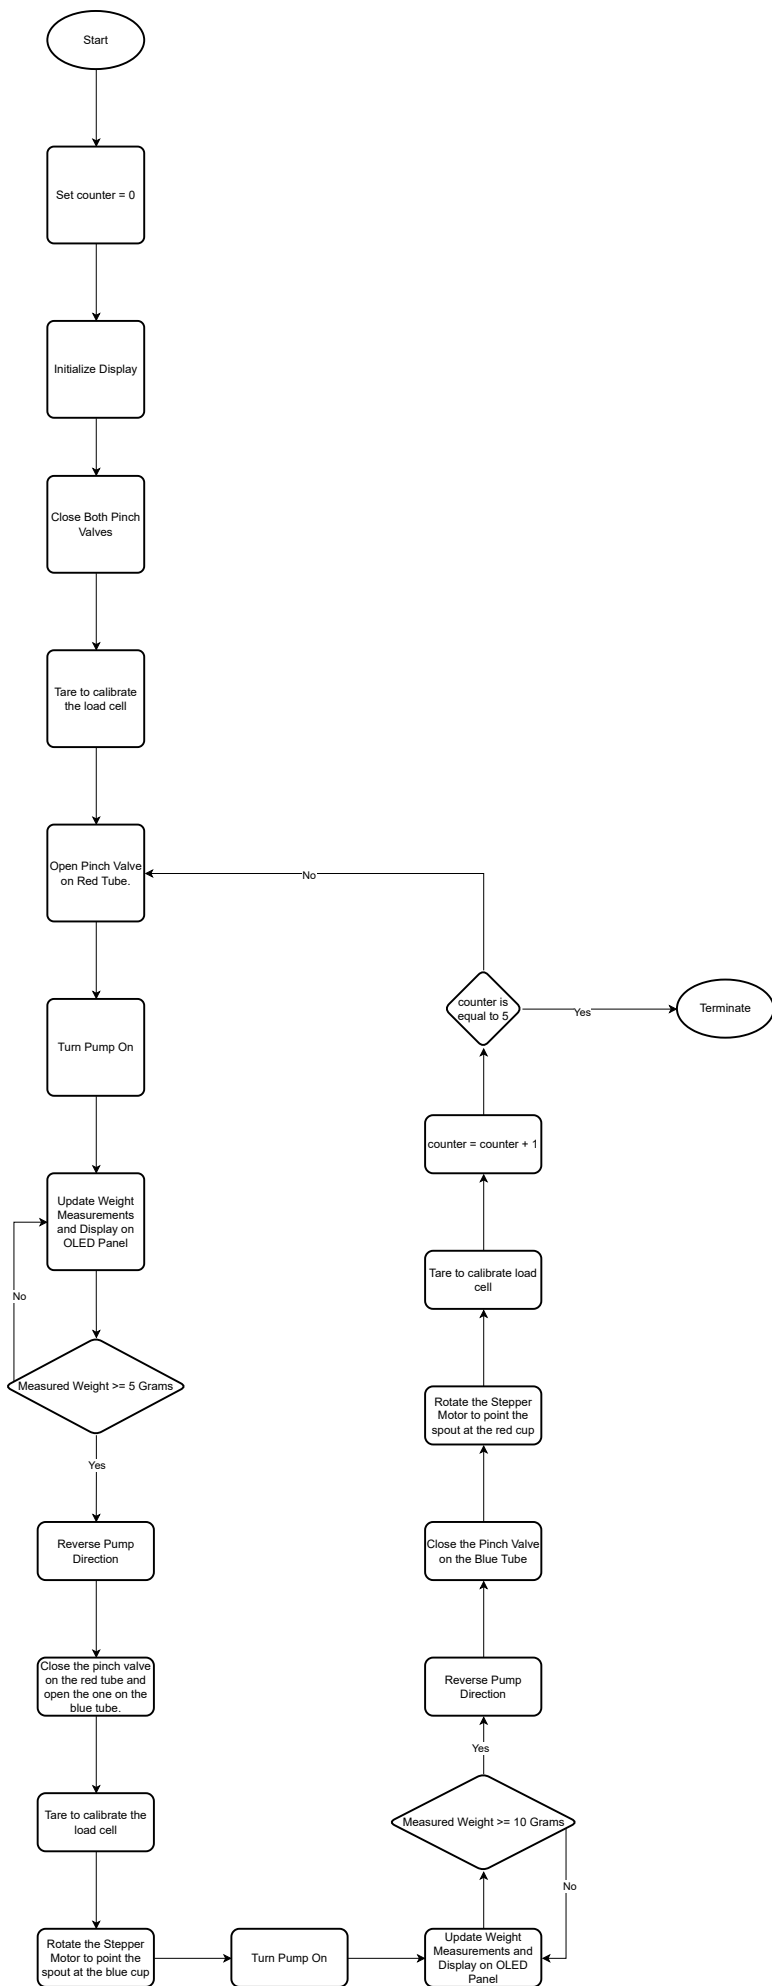 Start
Set counter = 0
Initialize Display
Close Both Pinch
Valves
Tare to calibrate
the load cell
Open Pinch Valve
on Red Tube.
Turn Pump On
Update Weight
Measurements
and Display on
OLED Panel
No
Measured Weight >= 5 Grams
Yes
Reverse Pump
Direction
Close the pinch valve
on the red tube and
open the one on the
blue tube.
Tare to calibrate the
load cell
Rotate the Stepper
Motor to point the
spout at the blue cup
Turn Pump On
Update Weight
Measurements and
Display on OLED
Panel
No
Measured Weight >= 10 Grams
Yes
Reverse Pump
Direction
Close the Pinch Valve
on the Blue Tube
Rotate the Stepper
Motor to point the
spout at the red cup
Tare to calibrate load
cell
counter = counter + 1
counter is
equal to 5
No
Yes
Terminate